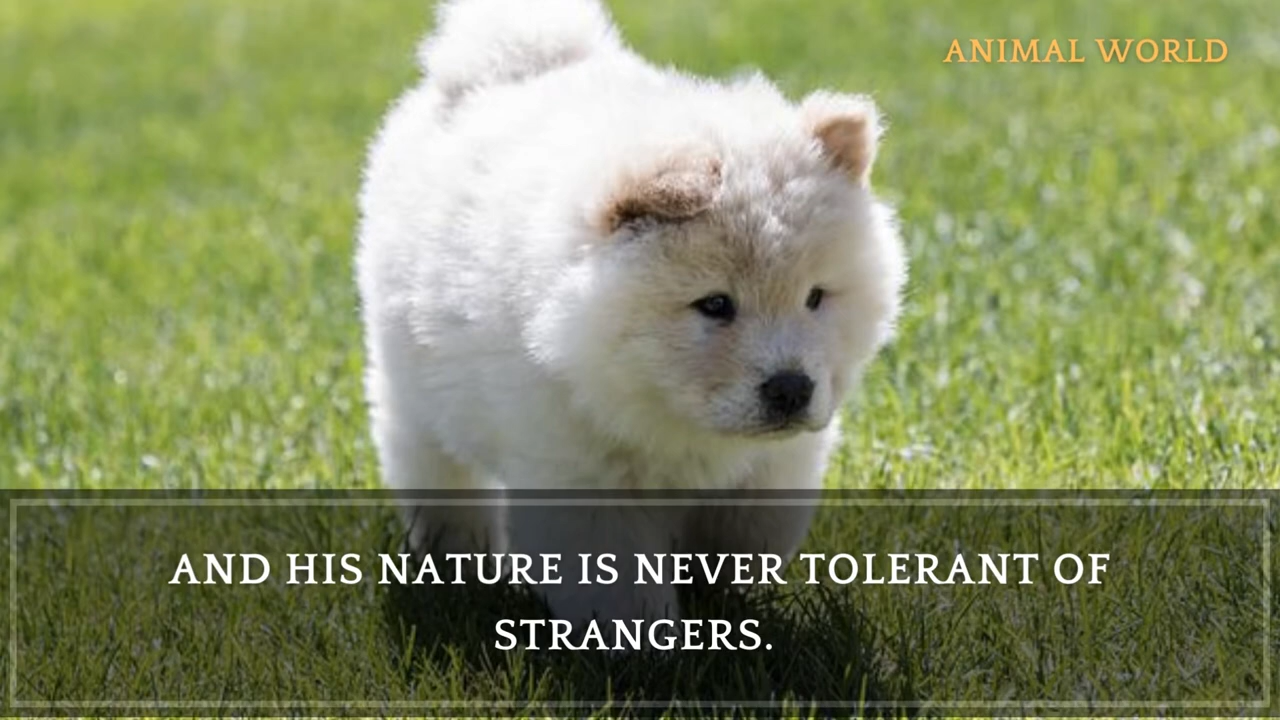 ANIMAL WORLD
AND HIS NATURE IS NEVER TOLERANT OF
STRANGERS.